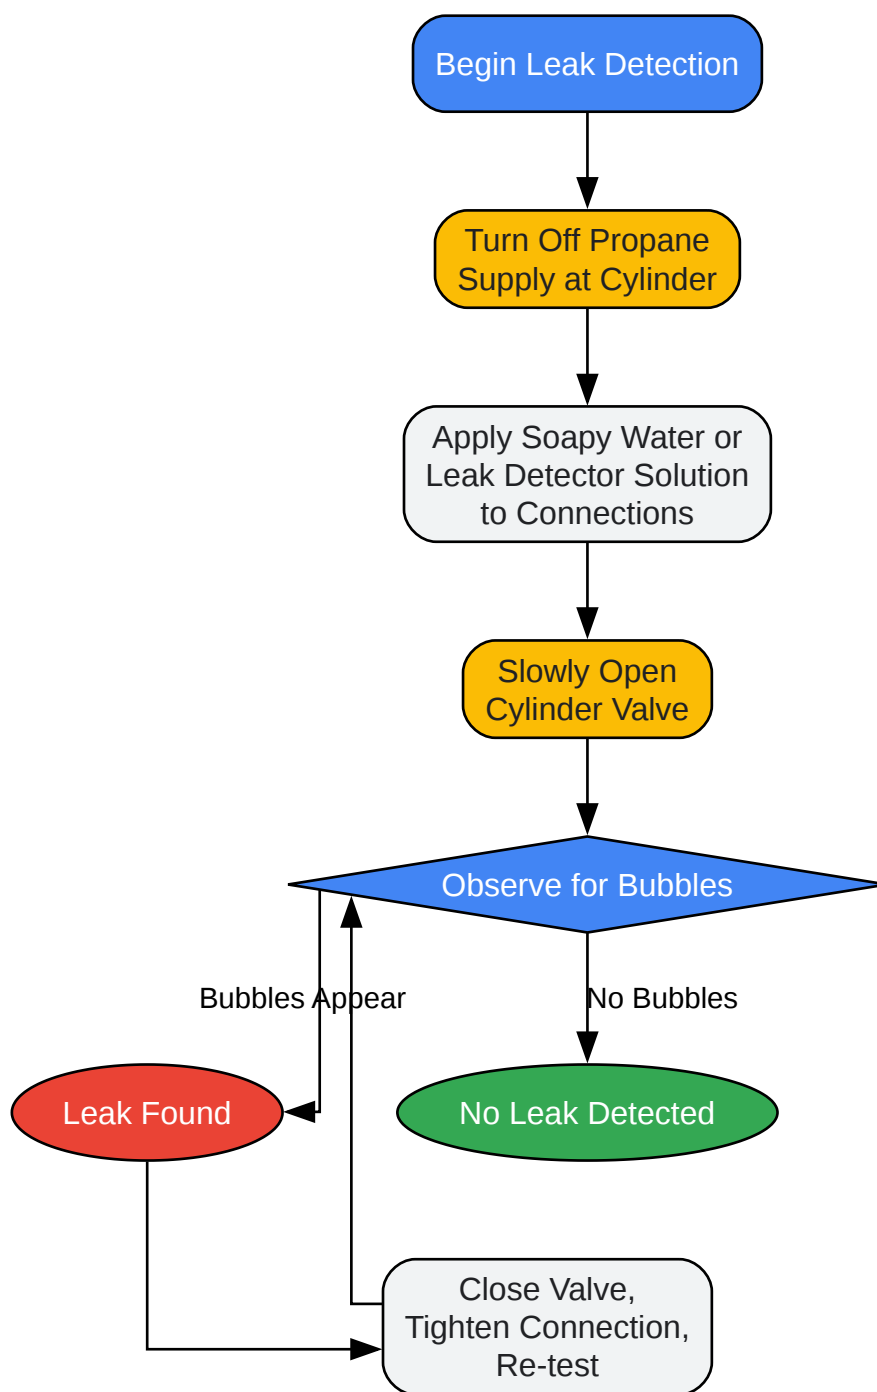 Begin Leak Detection
Turn Off Propane
Supply at Cylinder
Apply Soapy Water or
Leak Detector Solution
to Connections
Slowly Open
Cylinder Valve
Observe for Bubbles
Bubbles Appear
No Bubbles
Leak Found
No Leak Detected
Close Valve,
Tighten Connection,
Re-test